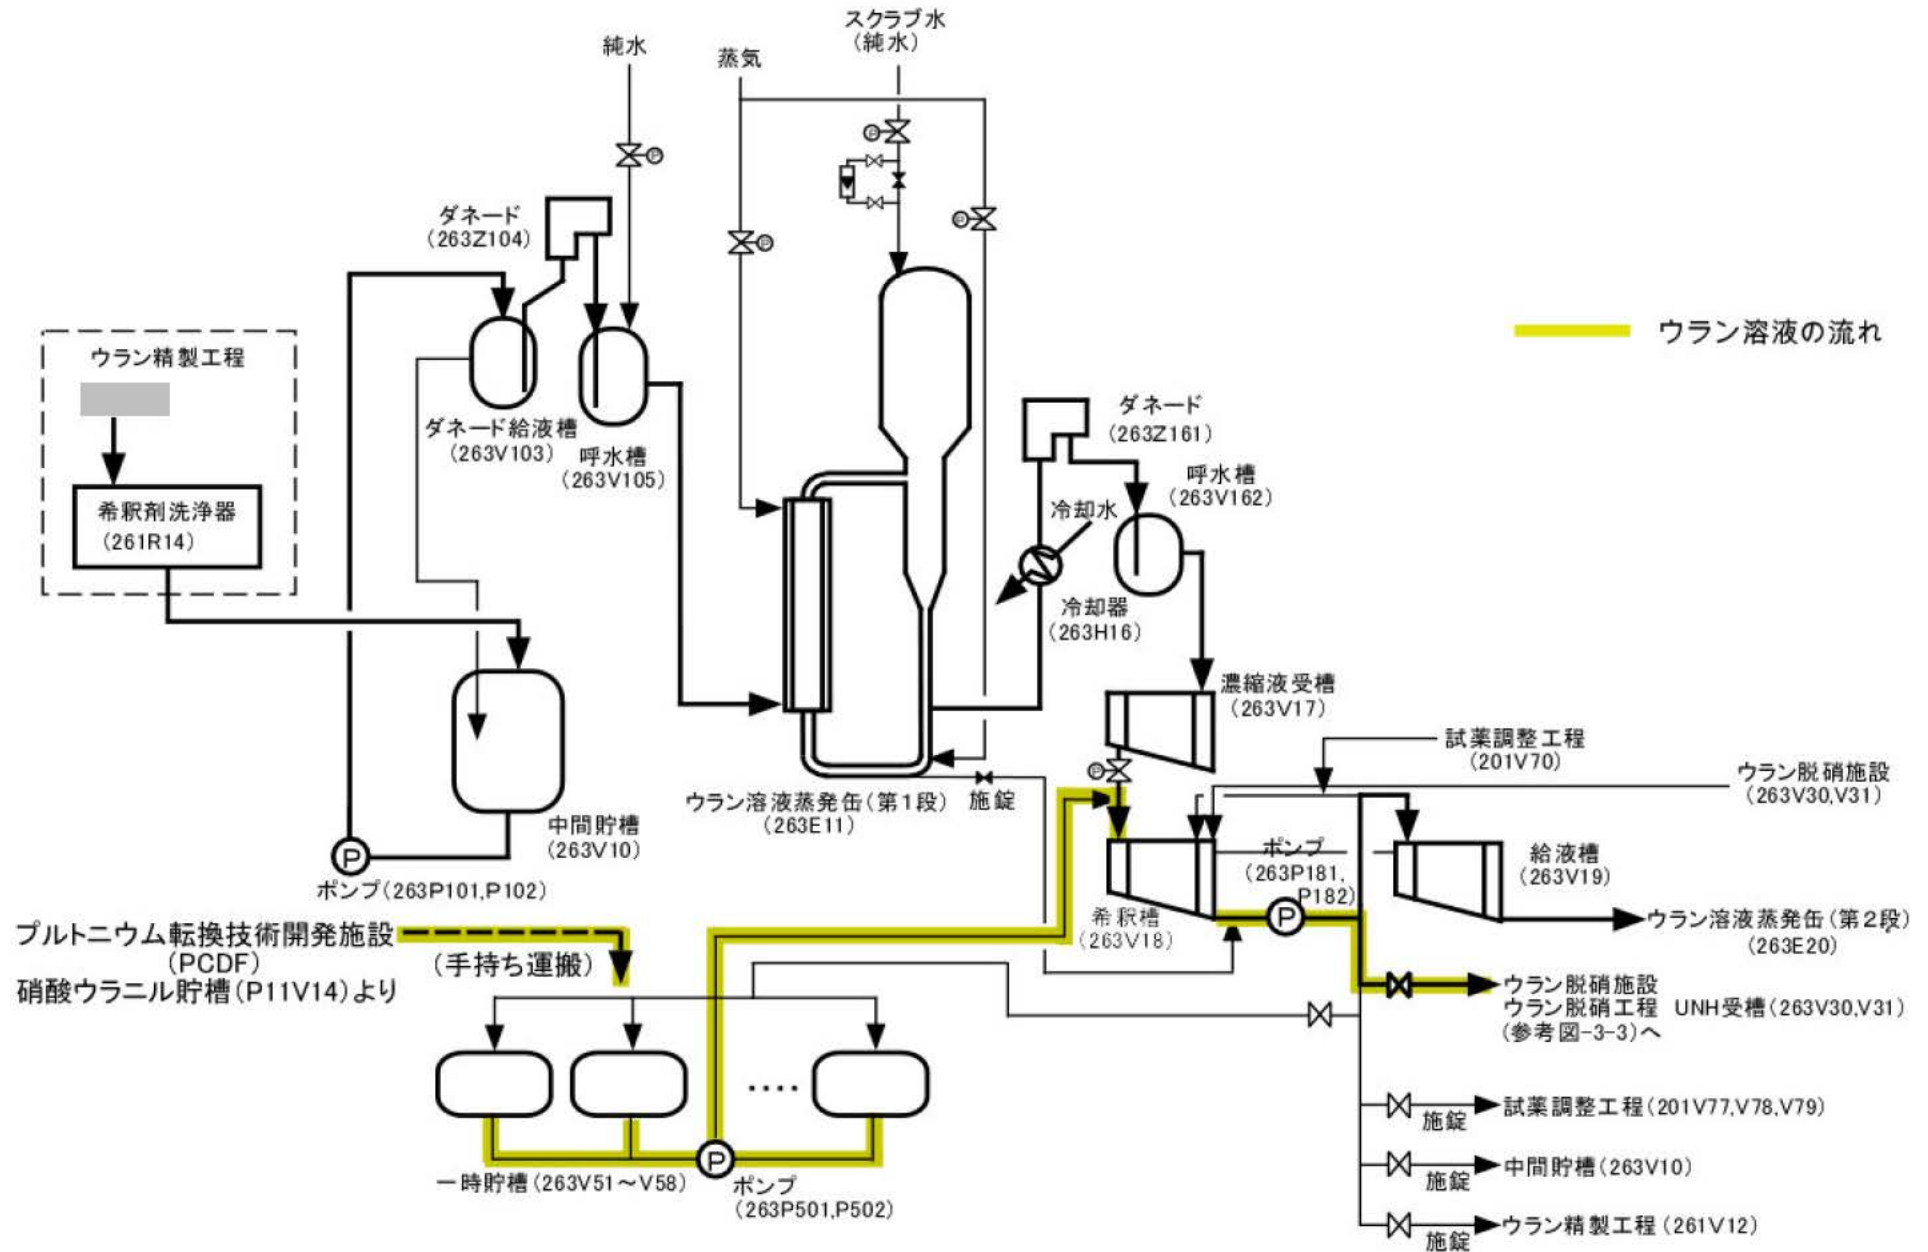 スクラブ水
(純水)
純水
蒸気
P
P
P
P
ダネード
(263Z104)
ウラン精製工程
希釈剤洗浄器
(261R14)
ダネード給液槽
(263V103)
呼水槽
(263V105)
ウラン溶液の流れ
ダネード
(263Z161)
呼水槽
(263V162)
冷却水
冷却器
(263H16)
濃縮液受槽
(263V17)
P
試薬調整工程
(201V70)
ウラン脱硝施設
(263V30,V31)
ウラン溶液蒸発缶(第1段)
(263E11)
施錠
中間貯槽
(263V10)
P
ポンプ(263P101,P102)
ポンプ
(263P181,
P182)
P
給液槽
(263V19)
希釈槽
(263V18)
ウラン溶液蒸発缶(第2段)
(263E20)
プルトニウム転換技術開発施設
(PCDF)
硝酸ウラニル貯槽(P11V14)より
(手持ち運搬)
ウラン脱硝施設
ウラン脱硝工程 UNH受槽(263V30,V31)
(参考図-3-3)へ
....
一時貯槽(263V51~V58)
P
ポンプ
(263P501,P502)
施錠
試薬調整工程(201V77,V78,V79)
施錠
中間貯槽(263V10)
施錠
ウラン精製工程(261V12)